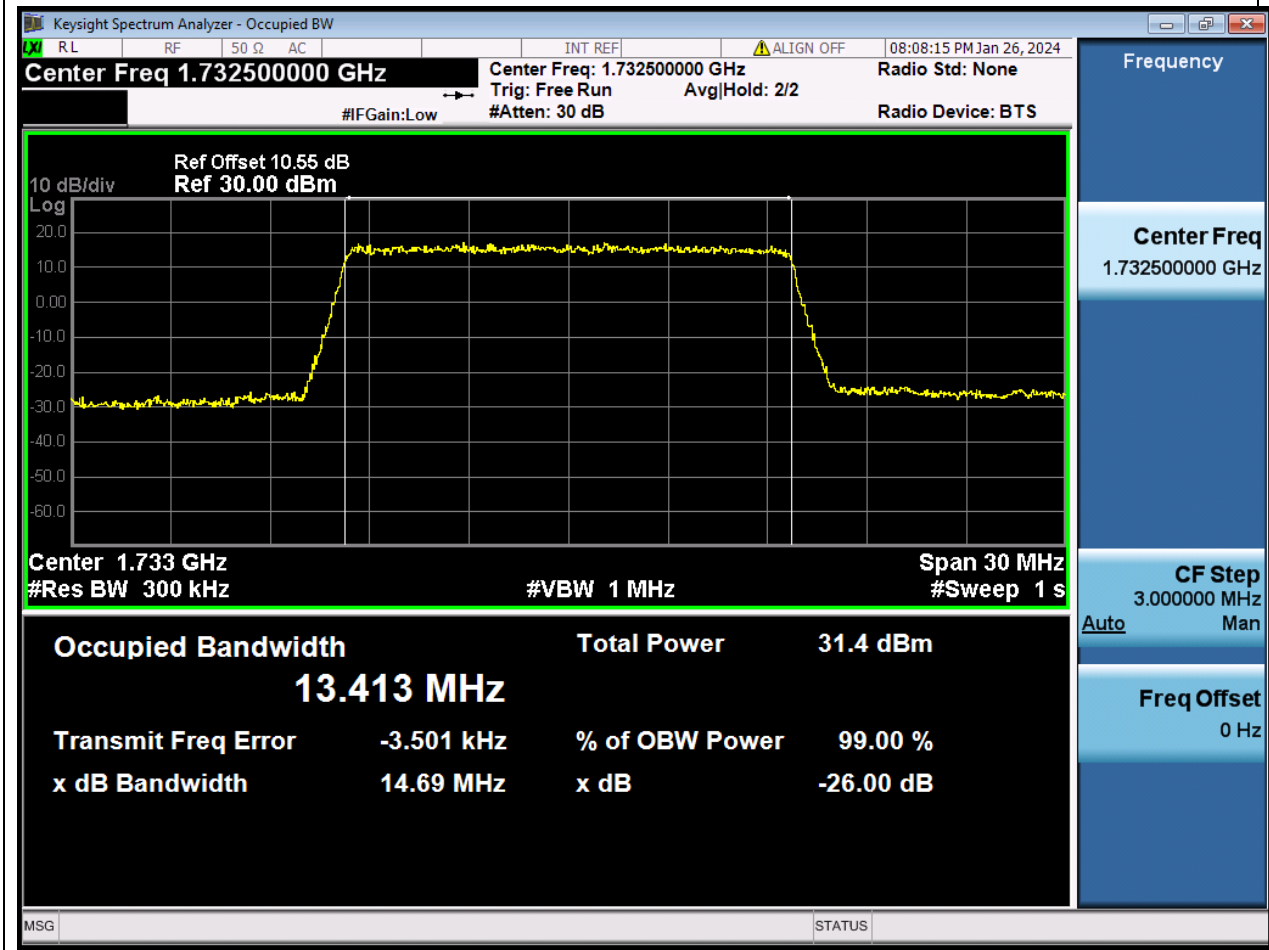 Keysight Spectrum Analyzer - Occupied BW
LXI RL RF 50 Ω AC INT REF ALIGN OFF 08:08:15 PM Jan 26, 2024
Center Freq 1.732500000 GHz
Center Freq: 1.732500000 GHz
Radio Std: None
Trig: Free Run Avg|Hold: 2/2
#IFGain:Low
#Atten: 30 dB
Radio Device: BTS
Ref Offset 10.55 dB
10 dB/div Ref 30.00 dBm
Log
20.0
10.0
0.00
-10.0
-20.0
-30.0
-40.0
-50.0
-60.0
Center 1.733 GHz Span 30 MHz
#Res BW 300 kHz #VBW 1 MHz #Sweep 1 s
Occupied Bandwidth Total Power 31.4 dBm
13.413 MHz
Transmit Freq Error -3.501 kHz % of OBW Power 99.00 %
x dB Bandwidth 14.69 MHz x dB -26.00 dB
Frequency
Center Freq
1.732500000 GHz
CF Step
3.000000 MHz
Auto Man
Freq Offset
0 Hz
MSG STATUS